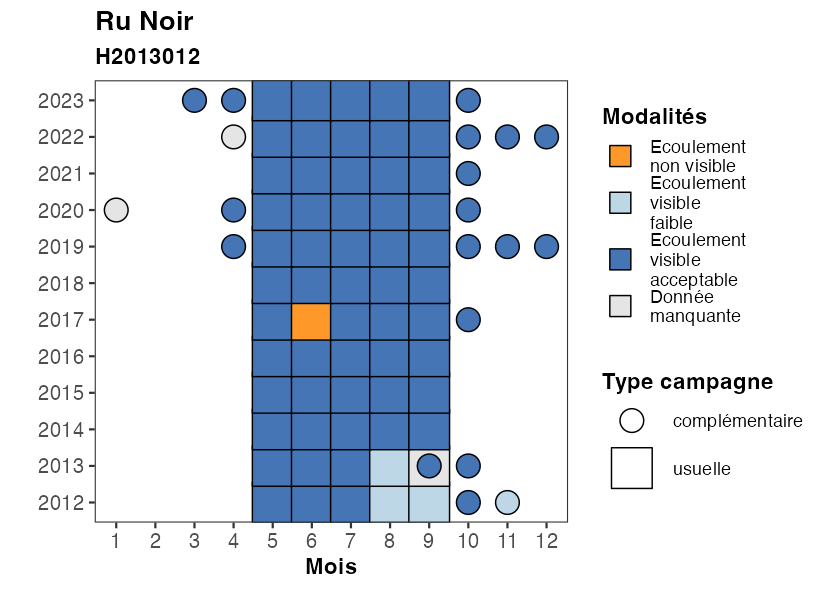 Ru Noir
H2013012
2023
2022
2021
2020
2019
2018
2017
2016
2015
2014
2013
2012
1 2 3 4 5 6 7 8 9 10 11 12
Mois
Modalités
Ecoulement
non visible
Ecoulement
visible
faible
Ecoulement
visible
acceptable
Donnée
manquante
Type campagne
complémentaire
usuelle